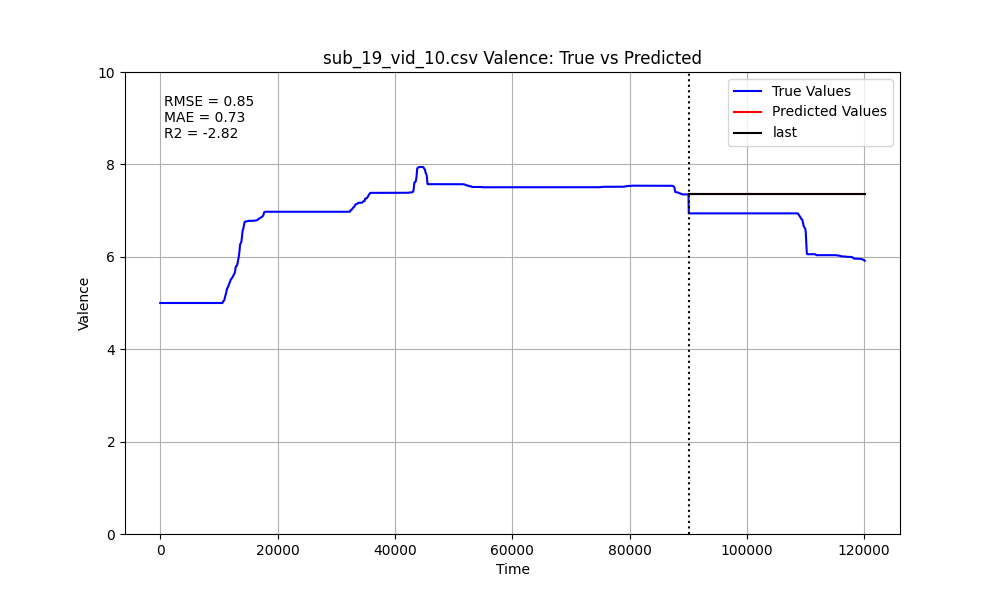 sub_19_vid_10.csv Valence: True vs Predicted
RMSE = 0.85
MAE = 0.73
R2 = -2.82
True Values
Predicted Values
last
10
8
6
4
2
0
Valence
0
20000
40000
60000
80000
100000
120000
Time